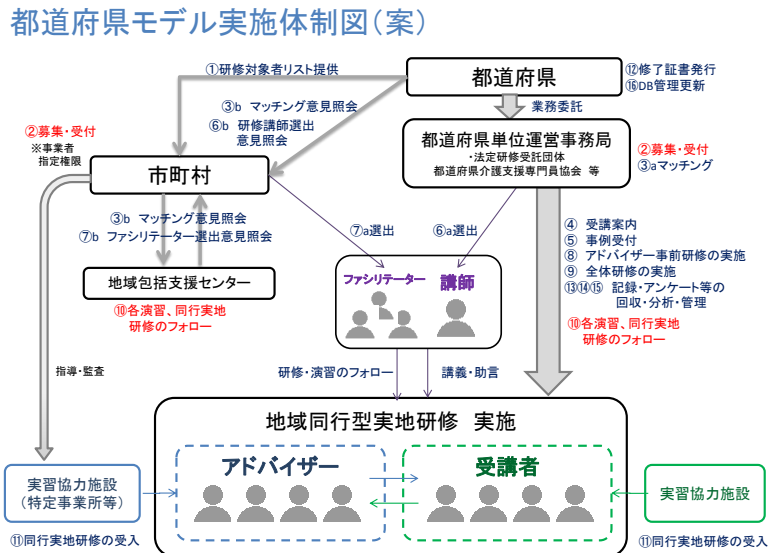 都道府県モデル実施体制図(案)
①研修対象者リスト提供
都道府県
⑫修了証書発行
⑯DB管理更新
③b マッチング意見照会
⑥b 研修講師選出
意見照会
業務委託
②募集・受付
※事業者
指定権限
都道府県単位運営事務局
・法定研修受託団体
都道府県介護支援専門員協会 等
②募集・受付
③aマッチング
市町村
③b マッチング意見照会
⑦b ファシリテーター選出意見照会
⑦a選出
⑥a選出
④ 受講案内
⑤ 事例受付
⑧ アドバイザー事前研修の実施
⑨ 全体研修の実施
⑬⑭⑮ 記録・アンケート等の
回収・分析・管理
⑩各演習、同行実地
研修のフォロー
地域包括支援センター
⑩各演習、同行実地
研修のフォロー
ファシリテーター
講師
指導・監査
研修・演習のフォロー
講義・助言
地域同行型実地研修 実施
アドバイザー
受講者
実習協力施設
(特定事業所等)
実習協力施設
⑪同行実地研修の受入
⑪同行実地研修の受入